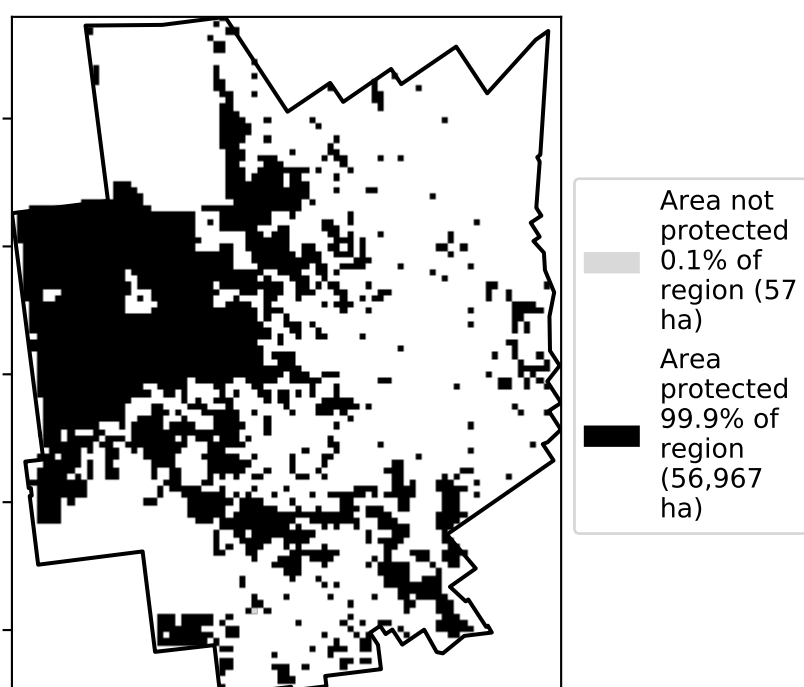 Area not
protected
0.1% of
region (57
ha)
Area
protected
99.9% of
region
(56,967
ha)